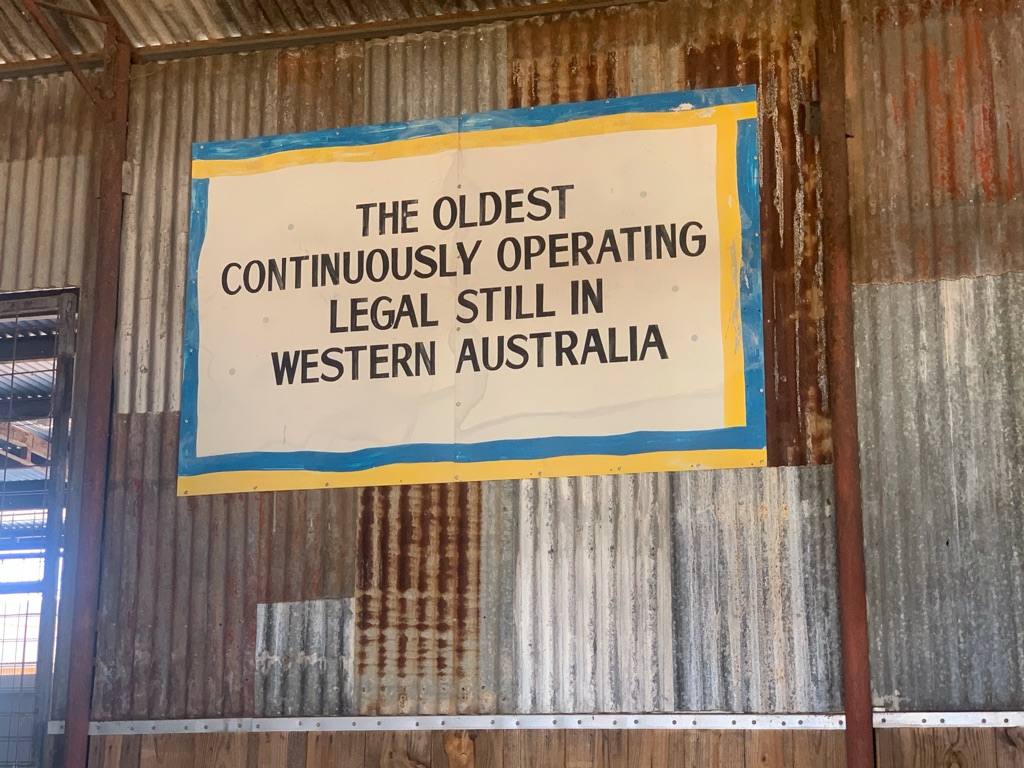 THE OLDEST
CONTINUOUSLY OPERATING
LEGAL STILL IN
WESTERN AUSTRALIA